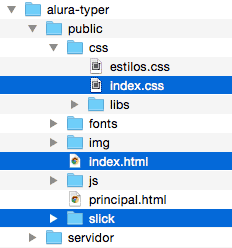 alura-typer
public
css
estilos.css
index.css
libs
fonts
img
index.html
js
principal.html
slick
servidor